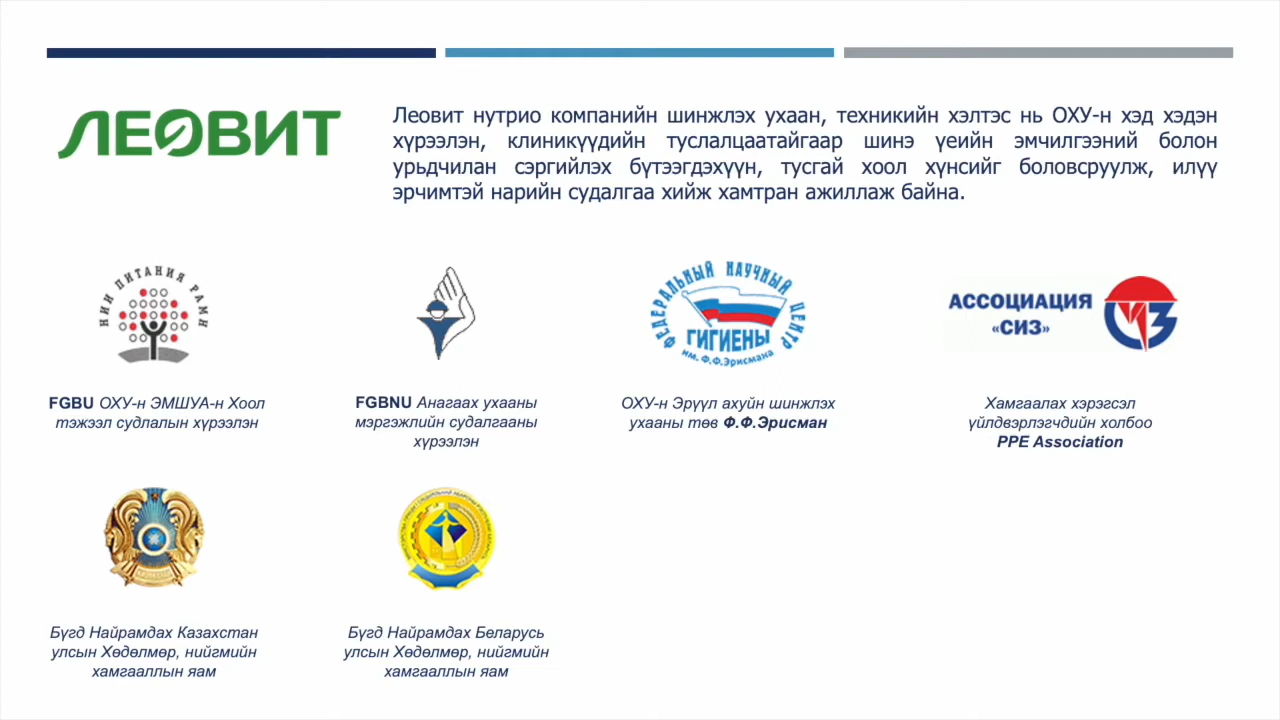 ЛЕОВИТ
Леовит нутрио компанийн шинжлэх ухаан, техникийн хэлтэс нь ОХУ-н хэд хэдэн
хүрээлэн, клиникүүдийн туслалцаатайгаар шинэ үеийн эмчилгээний болон
урьдчилан сэргийлэх бүтээгдэхүүн, тусгай хоол хүнсийг боловсруулж, илүү
эрчимтэй нарийн судалгаа хийж хамтран ажиллаж байна.
НИИ ПИТАНИЯ РАМН
FGBU ОХУ-н ЭМШУА-н Хоол
тэжээл судлалын хүрээлэн
FGBNU Анагаах ухааны
мэргэжлийн судалгааны
хүрээлэн
ФЕДЕРАЛЬНЫЙ НАУЧНЫЙ ЦЕНТР
ГИГИЕНЫ
им. Ф.Ф.Эрисмана
ОХУ-н Эрүүл ахуйн шинжлэх
ухааны төв Ф.Ф.Эрисман
АССОЦИАЦИЯ
«СИЗ»
Хамгаалах хэрэгсэл
үйлдвэрлэгчдийн холбоо
PPE Association
Бүгд Найрамдах Казахстан
улсын Хөдөлмөр, нийгмийн
хамгааллын яам
Бүгд Найрамдах Беларусь
улсын Хөдөлмөр, нийгмийн
хамгааллын яам